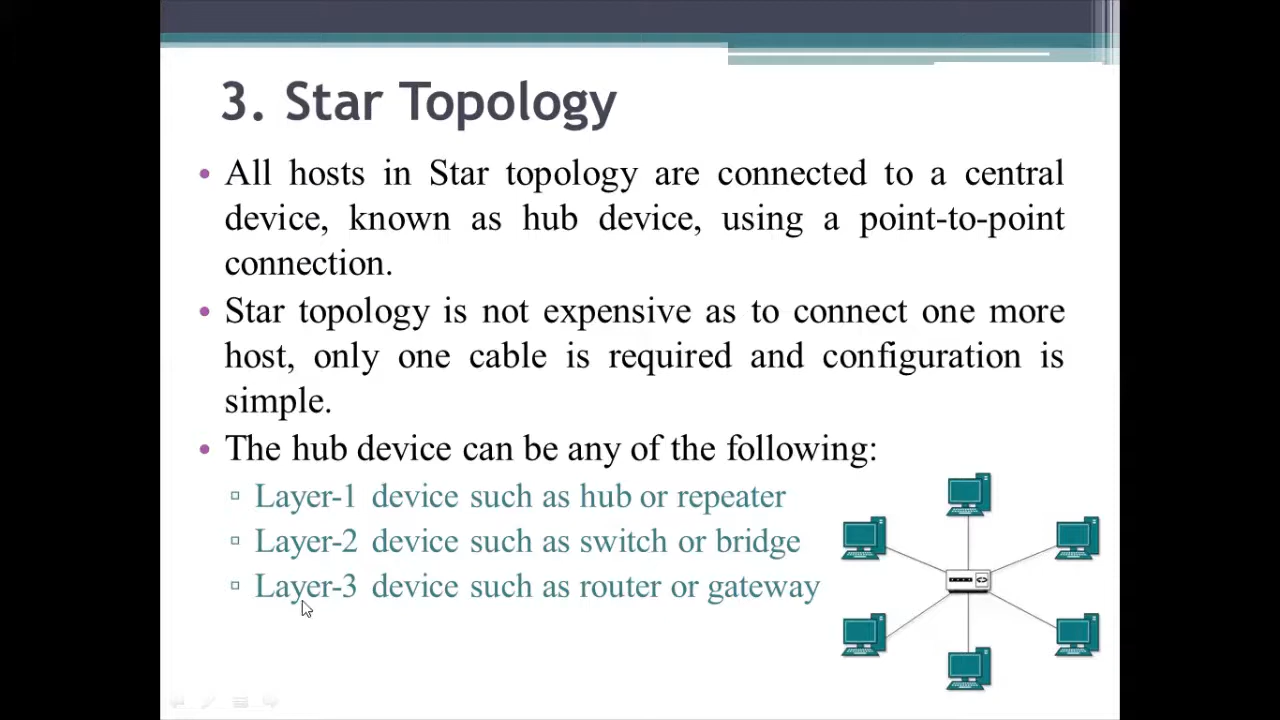 3. Star Topology
• All hosts in Star topology are connected to a central
device, known as hub device, using a point-to-point
connection.
• Star topology is not expensive as to connect one more
host, only one cable is required and configuration is
simple.
• The hub device can be any of the following:
▫ Layer-1 device such as hub or repeater
▫ Layer-2 device such as switch or bridge
▫ Layer-3 device such as router or gateway